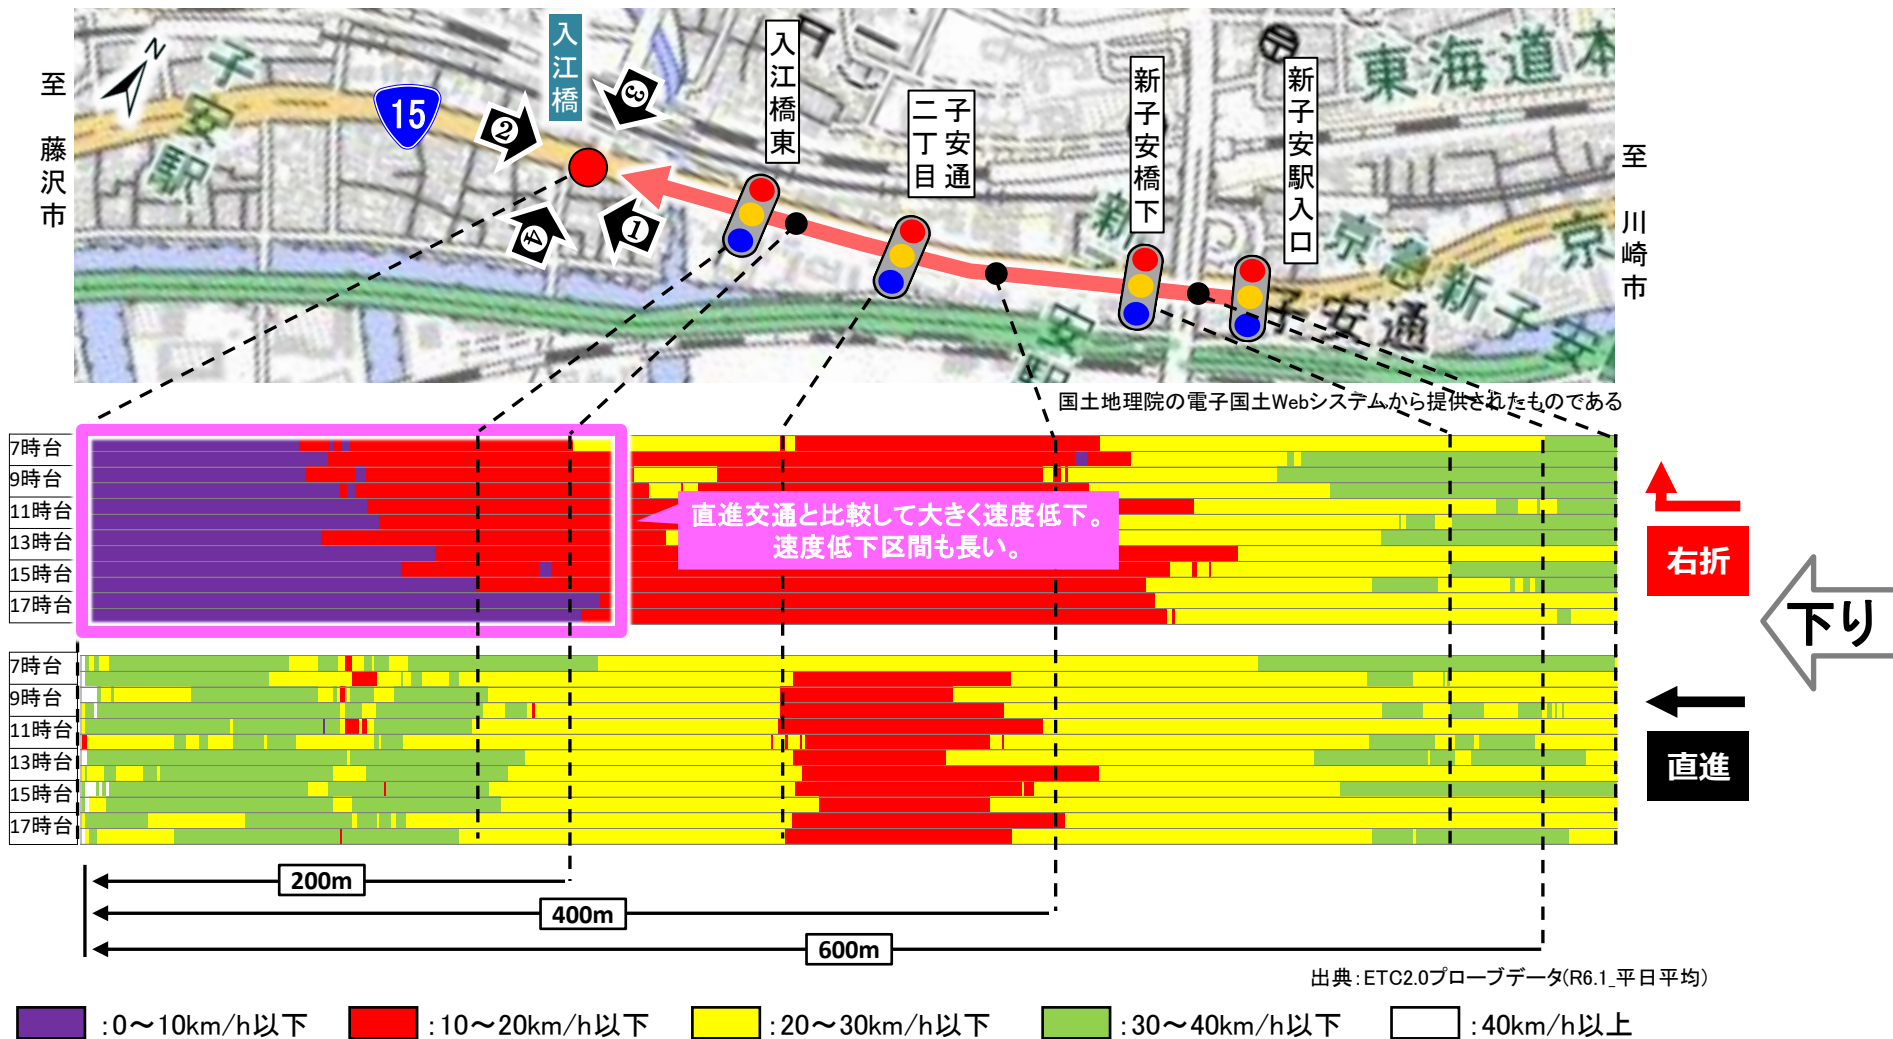 至 藤沢市
子安駅
15
入江橋
②
③
①
④
入江橋東
子安通
二丁目
新子安橋下
新子安駅入口
東海道本
京急新子安
子安通
至 川崎市
国土地理院の電子国土Webシステムから提供されたものである
7時台
9時台
11時台
13時台
15時台
17時台
直進交通と比較して大きく速度低下。
速度低下区間も長い。
右折
下り
7時台
9時台
11時台
13時台
15時台
17時台
直進
200m
400m
600m
出典:ETC2.0プローブデータ(R6.1_平日平均)
:0～10km/h以下
:10～20km/h以下
:20～30km/h以下
:30～40km/h以下
:40km/h以上